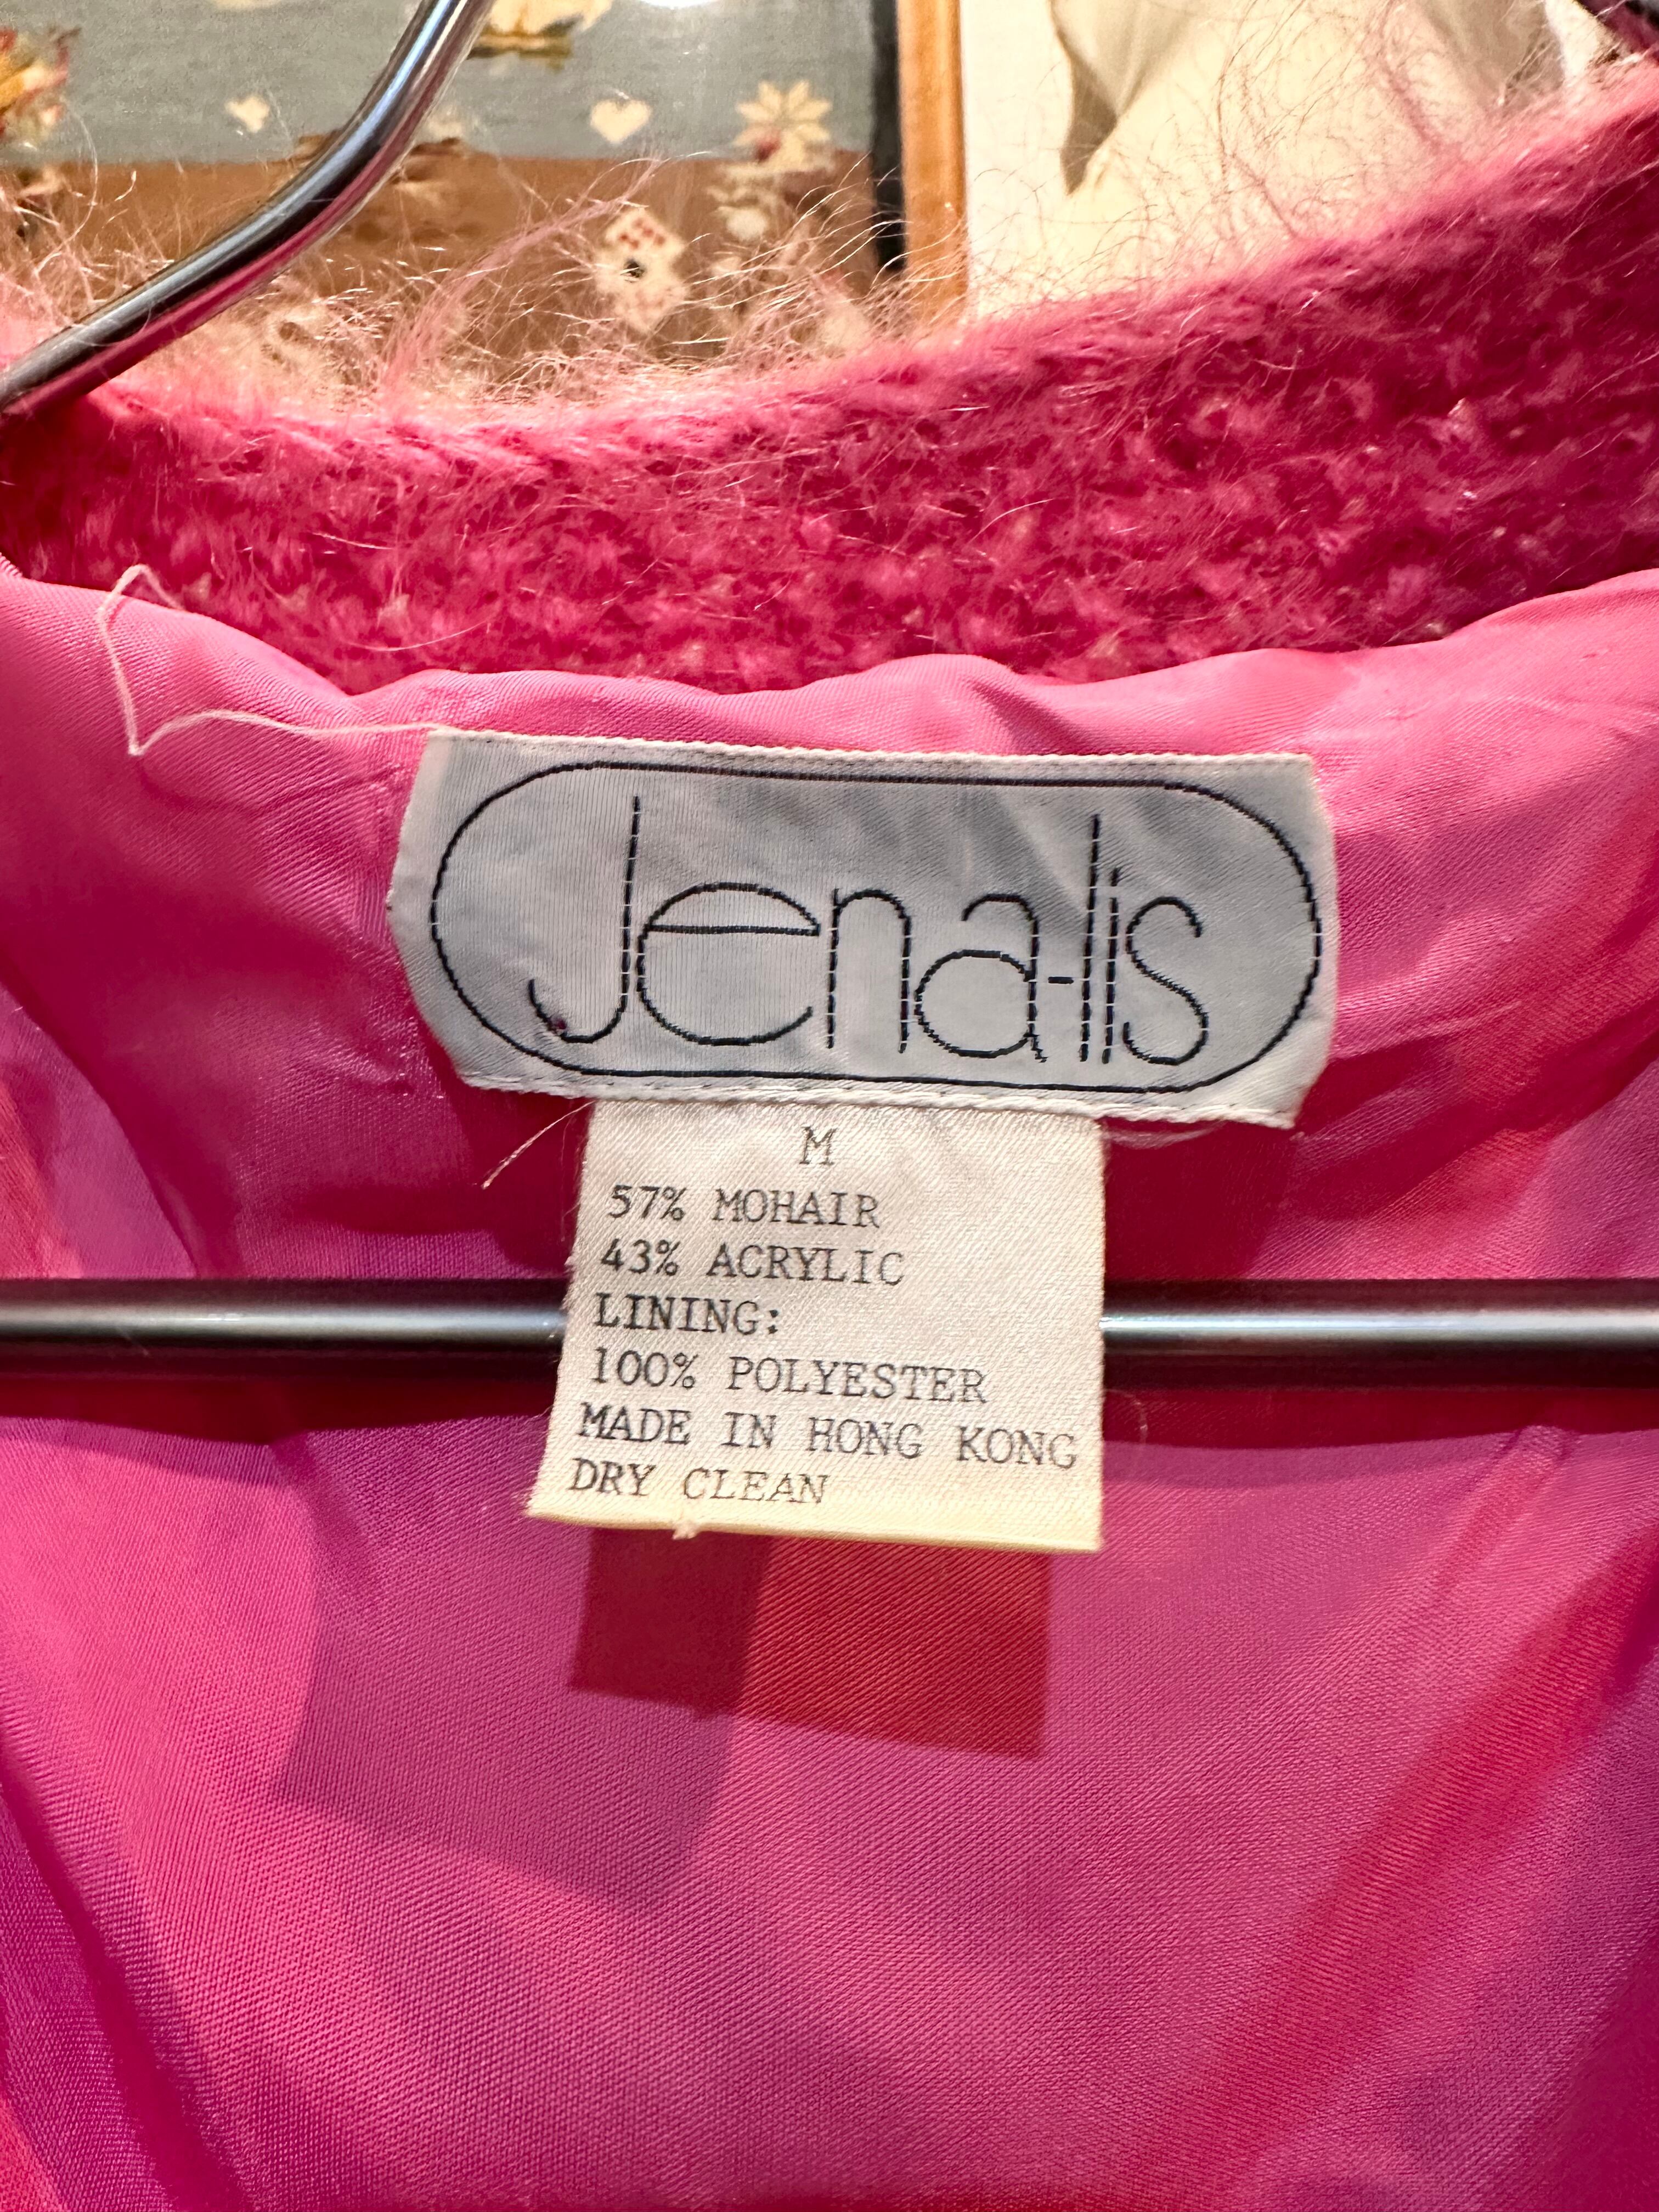 Jena-lis
M
57% MOHAIR
43% ACRYLIC
LINING:
100% POLYESTER
MADE IN HONG KONG
DRY CLEAN